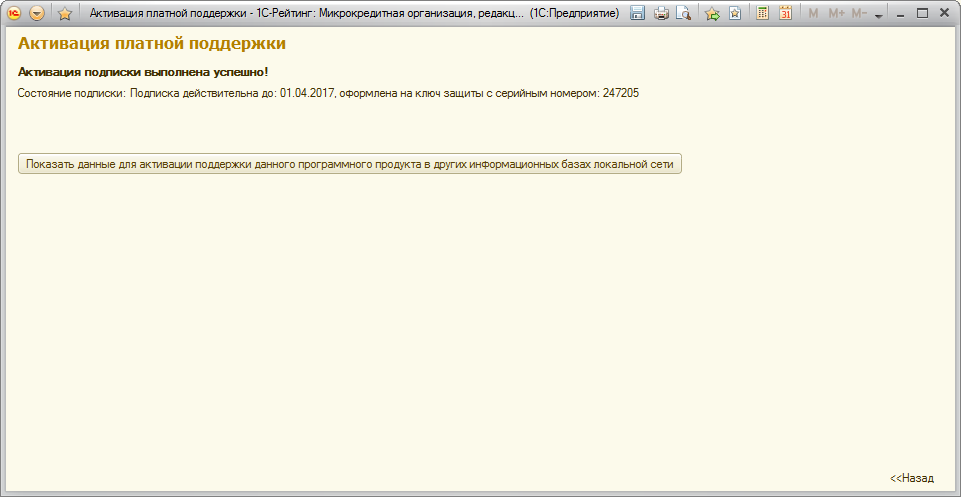 Активация платной поддержки - 1С-Рейтинг: Микрокредитная организация, редакц... (1С:Предприятие)
M M+ M-
Активация платной поддержки
Активация подписки выполнена успешно!
Состояние подписки: Подписка действительна до: 01.04.2017, оформлена на ключ защиты с серийным номером: 247205
Показать данные для активации поддержки данного программного продукта в других информационных базах локальной сети
<<Назад